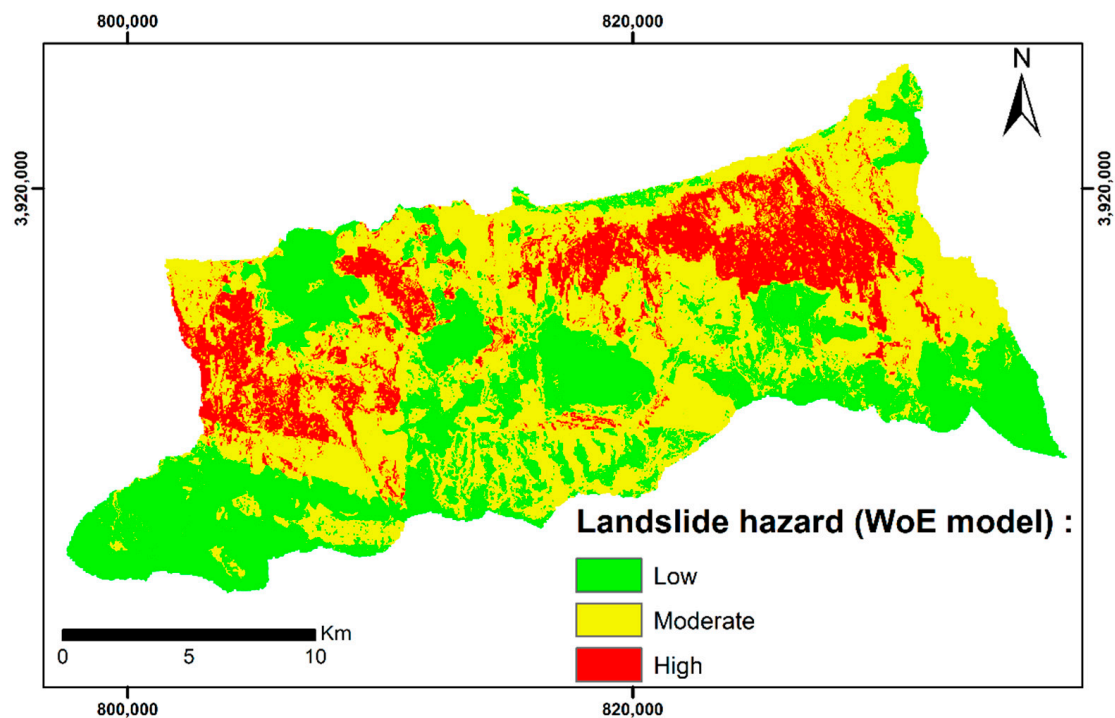 800,000 820,000
N
3,920,000 3,920,000
Landslide hazard (WoE model) :
Low
Moderate
High
Km
0 5 10
800,000 820,000